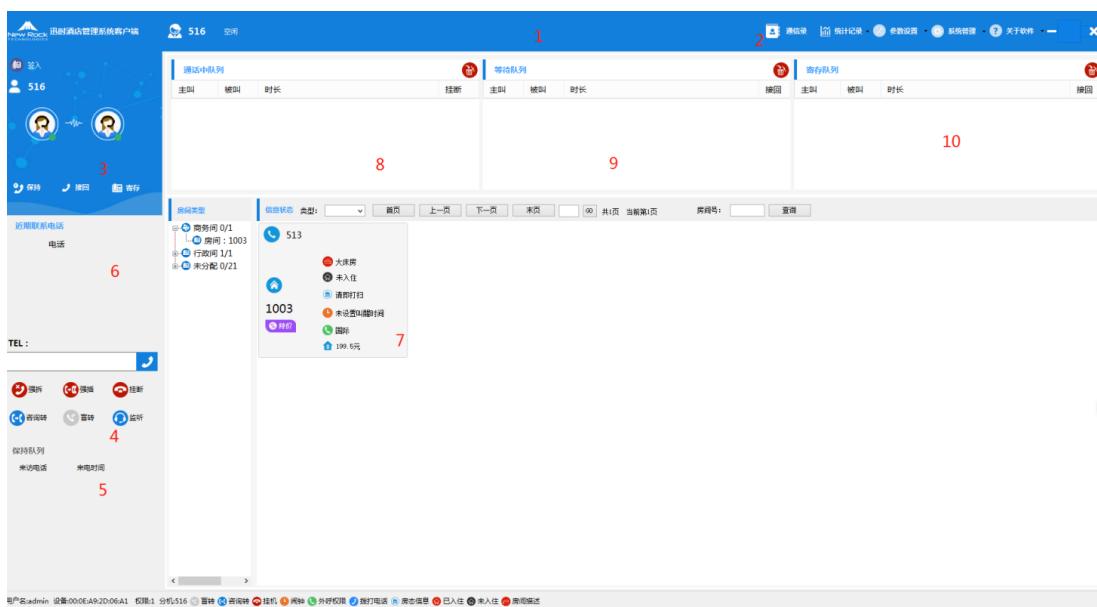 New Rock TECHNOLOGIES 迅时酒店管理系统客户端 516 空闲 1 2 通信录 统计记录 参数设置 系统管理 关于软件
签入
516
3
保持 接回 寄存
通话中队列
主叫 被叫 时长 挂断
8
等待队列
主叫 被叫 时长 接回
9
寄存队列
主叫 被叫 时长 接回
10
近期联系电话
电话
6
TEL：
强拆 强插 挂断
咨询转 盲转 监听
4
保持队列
来访电话 来电时间
5
房间类型
商务间 0/1
房间：1003
行政间 1/1
未分配 0/21
信息状态 类型： 首页 上一页 下一页 末页 GO 共1页 当前第1页 房间号： 查询
513
大床房
未入住
请即打扫
1003
未设置叫醒时间
特价
国际
7
199.5元
用户名:admin 设备:00:0E:A9:2D:06:A1 权限:1 分机:516 盲转 咨询转 挂机 闹钟 外呼权限 拨打电话 房态信息 已入住 未入住 房间描述